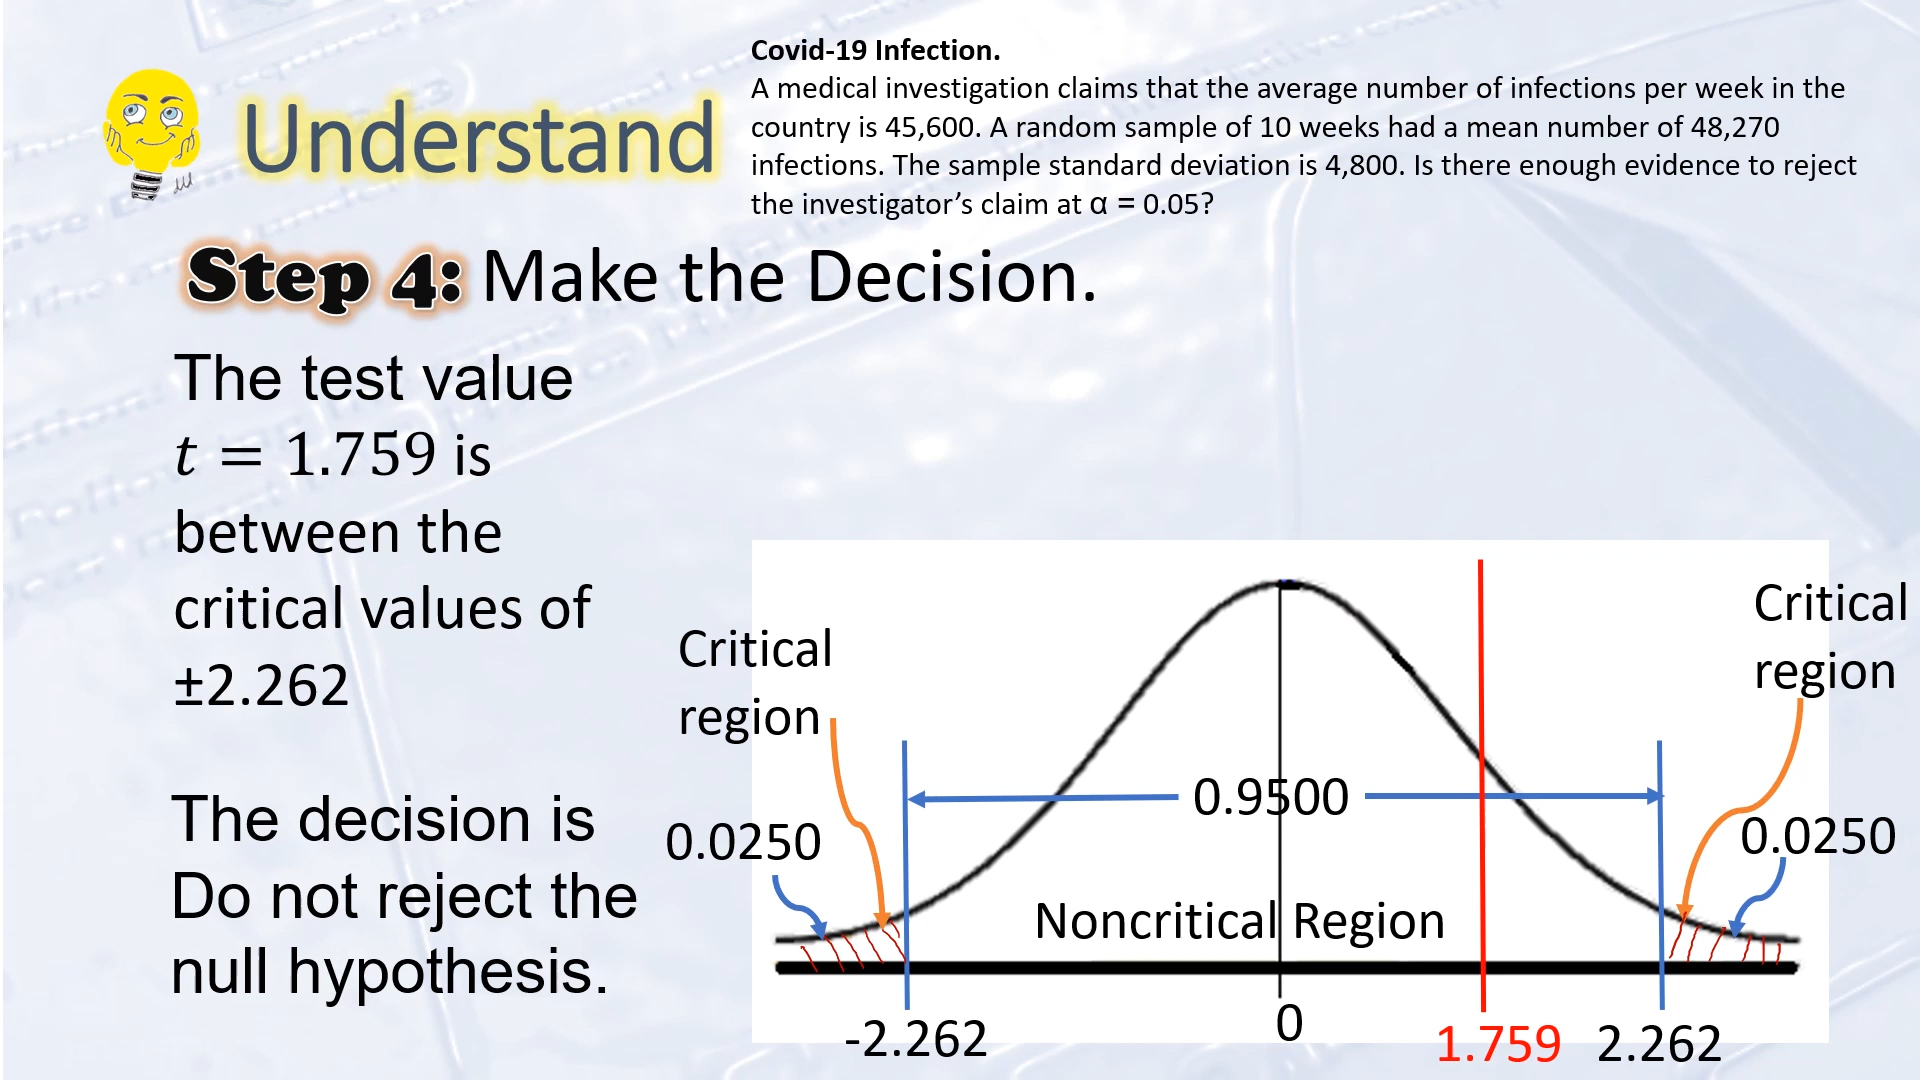 Covid-19 Infection.
A medical investigation claims that the average number of infections per week in the
country is 45,600. A random sample of 10 weeks had a mean number of 48,270
infections. The sample standard deviation is 4,800. Is there enough evidence to reject
the investigator’s claim at α = 0.05?
Understand
Step 4: Make the Decision.
The test value
t = 1.759 is
between the
critical values of
±2.262
The decision is
Do not reject the
null hypothesis.
Critical
region
Critical
region
0.9500
0.0250
0.0250
Noncritical Region
-2.262
0
1.759
2.262